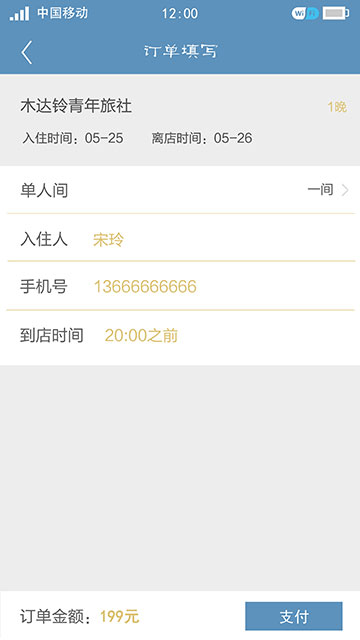 中国移动 12:00 Wi Fi
订单填写
木达铃青年旅社 1晚
入住时间：05-25 离店时间：05-26
单人间 一间
入住人 宋玲
手机号 13666666666
到店时间 20:00之前
订单金额：199元 支付